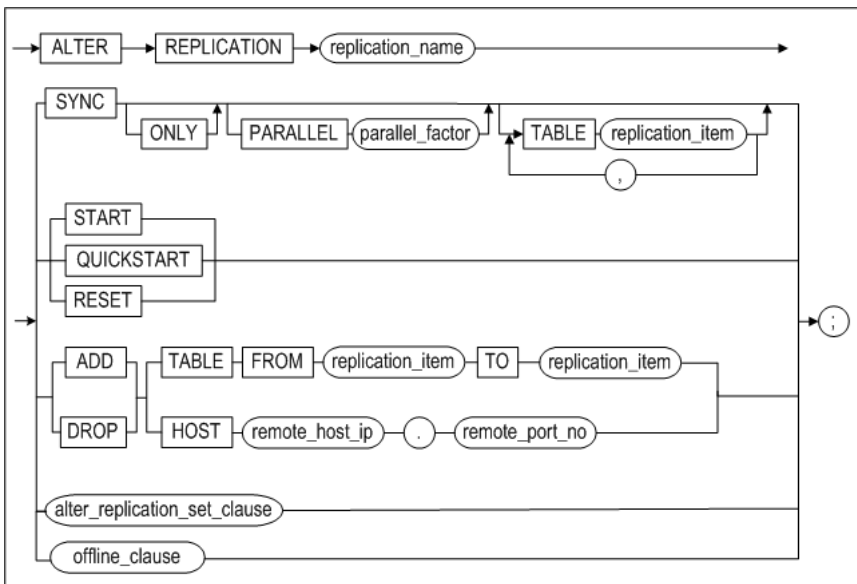 ALTER REPLICATION replication_name
SYNC
ONLY PARALLEL parallel_factor TABLE replication_item
,
START
QUICKSTART
RESET
;
ADD TABLE FROM replication_item TO replication_item
DROP HOST remote_host_ip . remote_port_no
alter_replication_set_clause
offline_clause